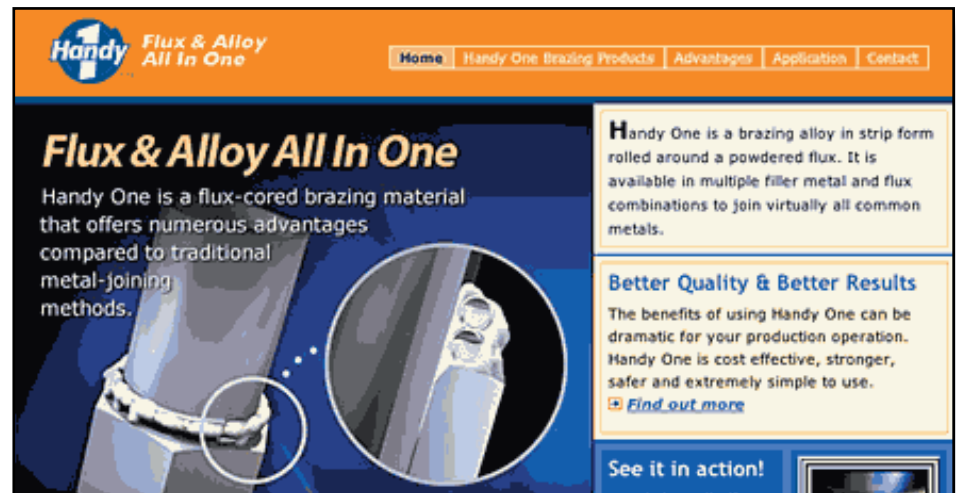 Handy 1
Flux & Alloy
All In One
Home Handy One Brazing Products Advantages Application Contact
Flux & Alloy All In One
Handy One is a flux-cored brazing material
that offers numerous advantages
compared to traditional
metal-joining
methods.
Handy One is a brazing alloy in strip form
rolled around a powdered flux. It is
available in multiple filler metal and flux
combinations to join virtually all common
metals.
Better Quality & Better Results
The benefits of using Handy One can be
dramatic for your production operation.
Handy One is cost effective, stronger,
safer and extremely simple to use.
Find out more
See it in action!